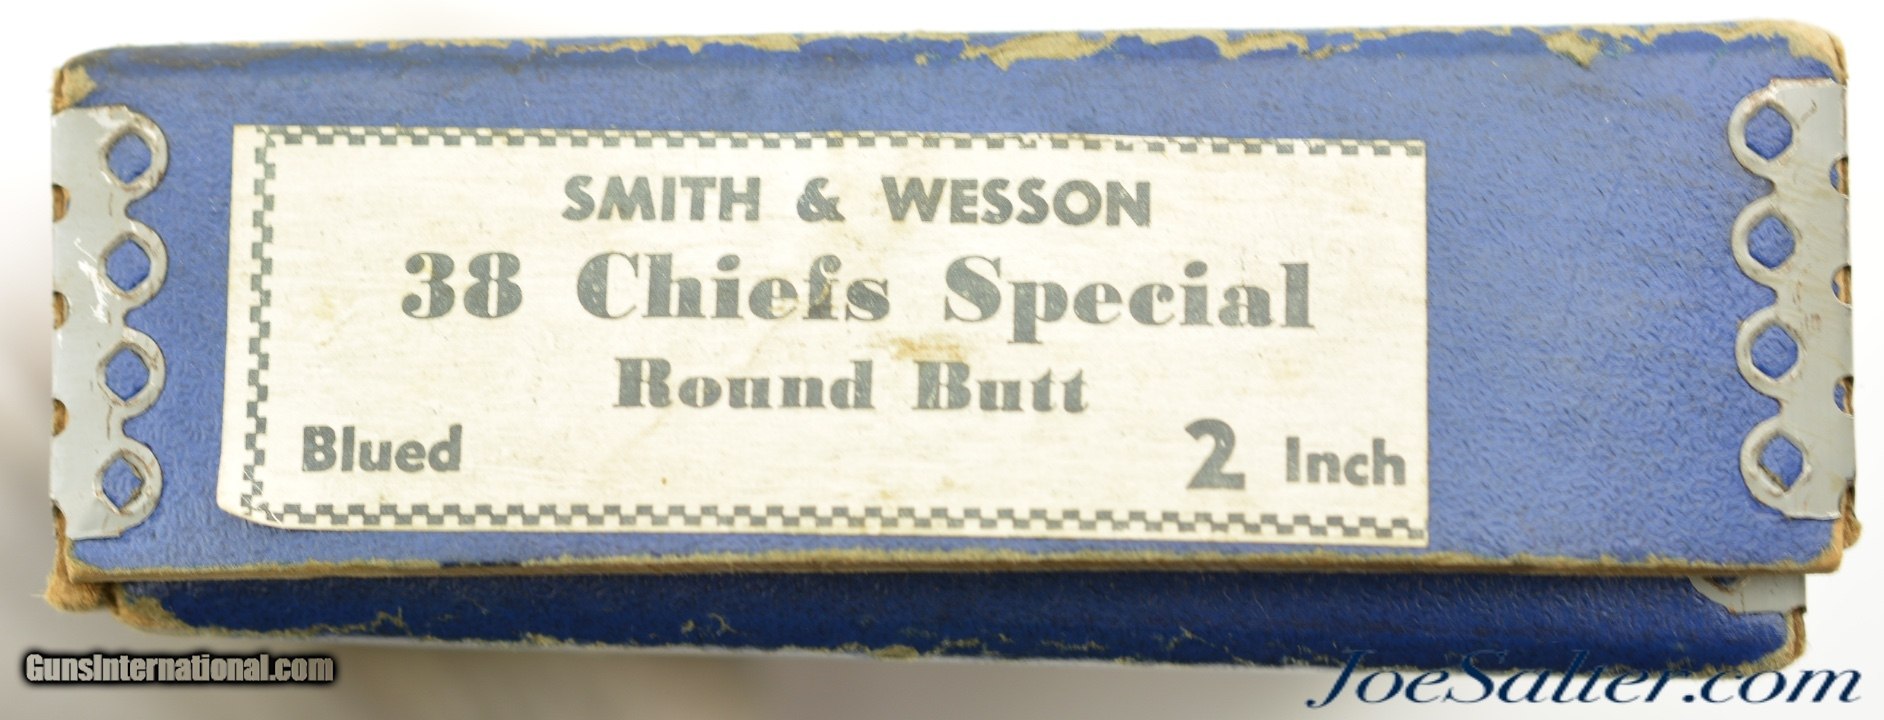 SMITH & WESSON
38 Chiefs Special
Round Butt
Blued 2 Inch
GunsInternational.com
JoeSalter.com